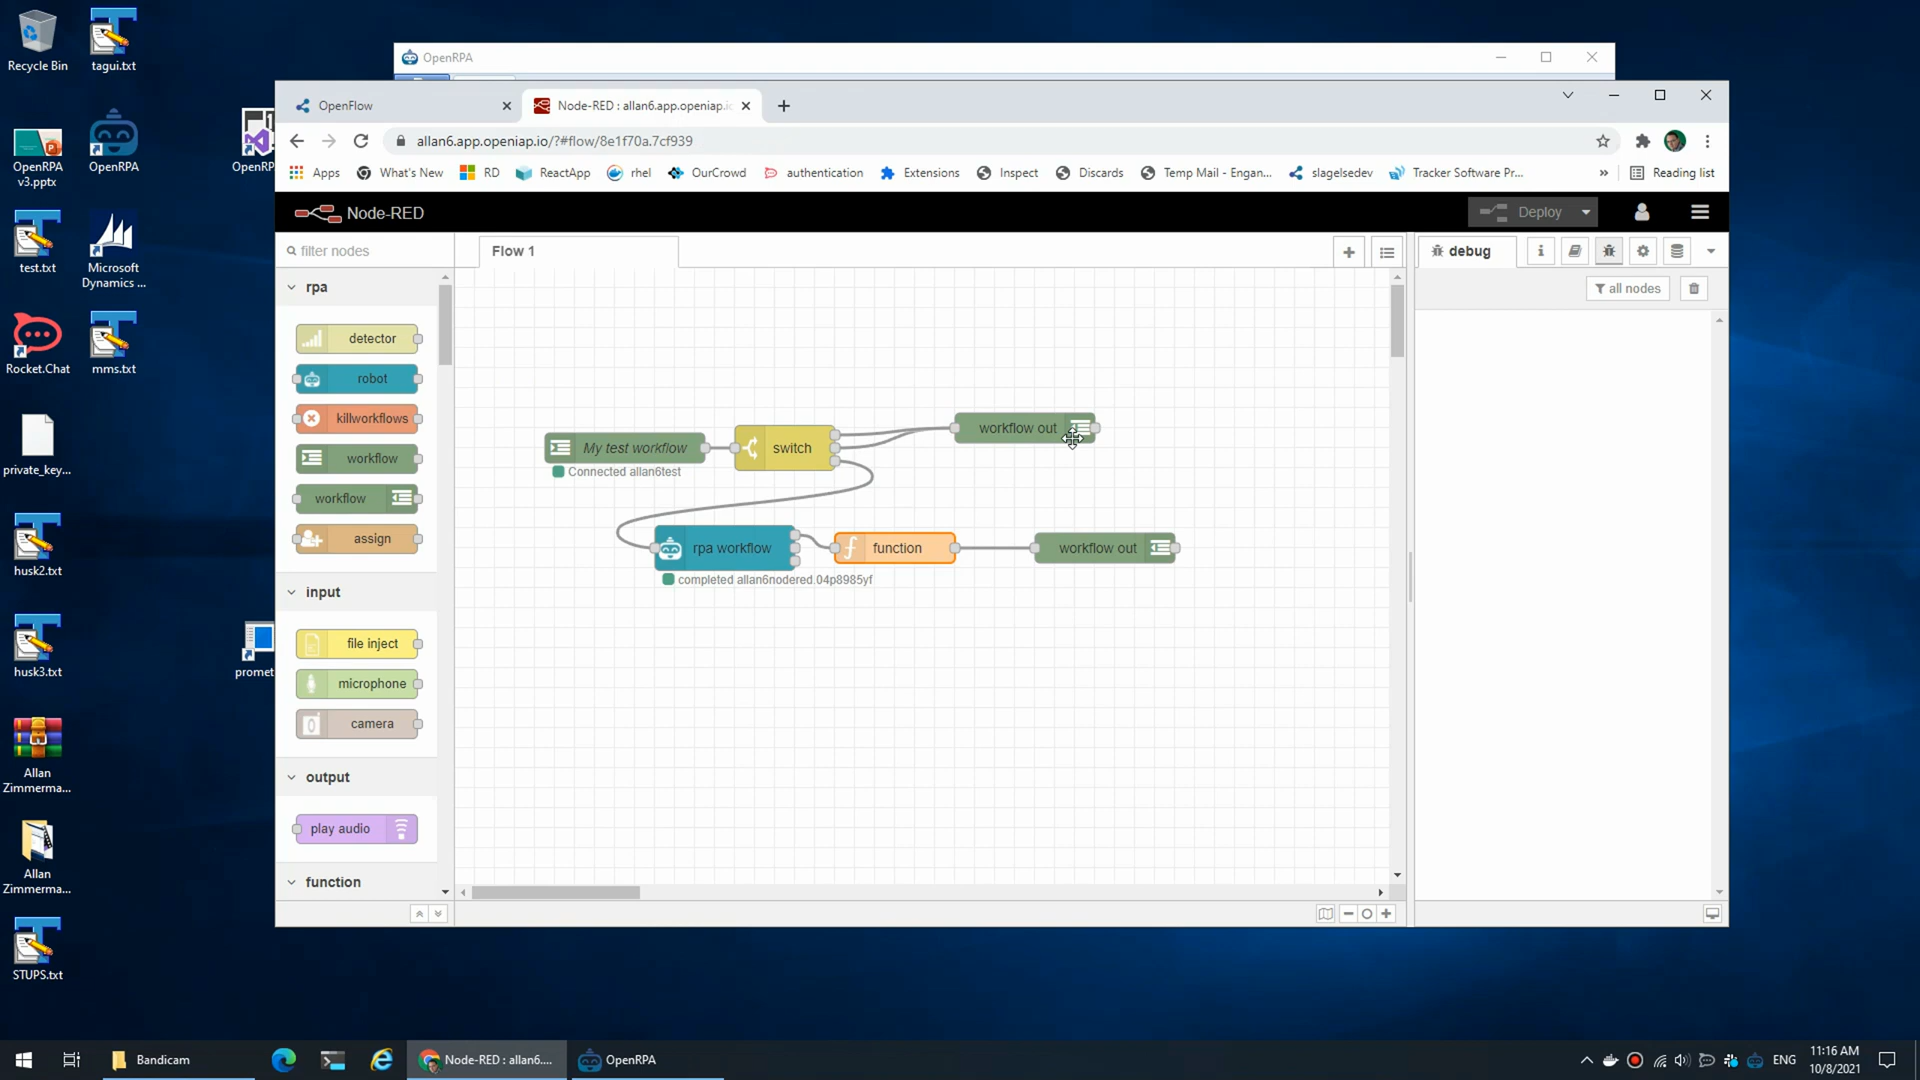 Recycle Bin
tagui.txt
OpenRPA
v3.pptx
OpenRPA
OpenRP
test.txt
Microsoft
Dynamics ...
Rocket.Chat
mms.txt
private_key...
husk2.txt
husk3.txt
promet
Allan
Zimmerma...
Allan
Zimmerma...
STUPS.txt
OpenRPA
OpenFlow
Node-RED : allan6.app.openiap.io
allan6.app.openiap.io/?#flow/8e1f70a.7cf939
Apps
What's New
RD
ReactApp
rhel
OurCrowd
authentication
Extensions
Inspect
Discards
Temp Mail - Engan...
slagelsedev
Tracker Software Pr...
»
Reading list
Node-RED
Deploy
filter nodes
Flow 1
debug
all nodes
rpa
detector
robot
killworkflows
workflow
workflow
assign
input
file inject
microphone
camera
output
play audio
function
My test workflow
Connected allan6test
switch
workflow out
rpa workflow
completed allan6nodered.04p8985yf
function
workflow out
Bandicam
Node-RED : allan6....
OpenRPA
ENG
11:16 AM
10/8/2021